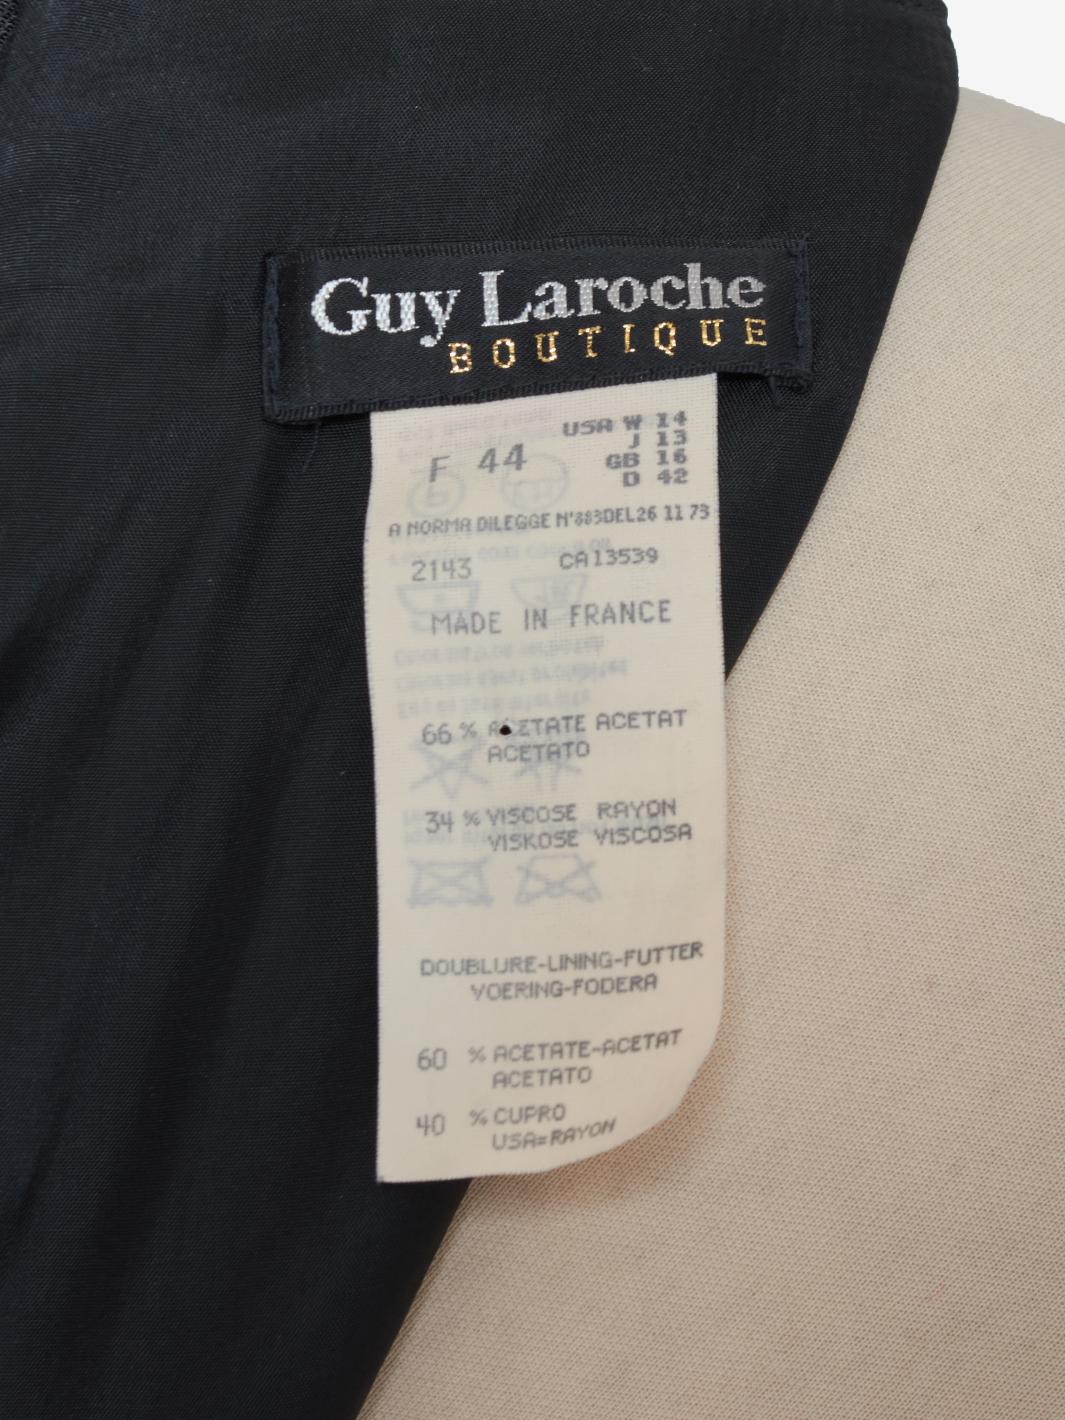 Guy Laroche
BOUTIQUE
F 44
USA W 14
J 13
GB 16
D 42
A NORMA DILEGGE N°883DEL26 11 73
2143 CA13539
MADE IN FRANCE
66 % ACETATE ACETAT
ACETATO
34 % VISCOSE RAYON
VISKOSE VISCOSA
DOUBLURE-LINING-FUTTER
VOERING-FODERA
60 % ACETATE-ACETAT
ACETATO
40 % CUPRO
USA=RAYON